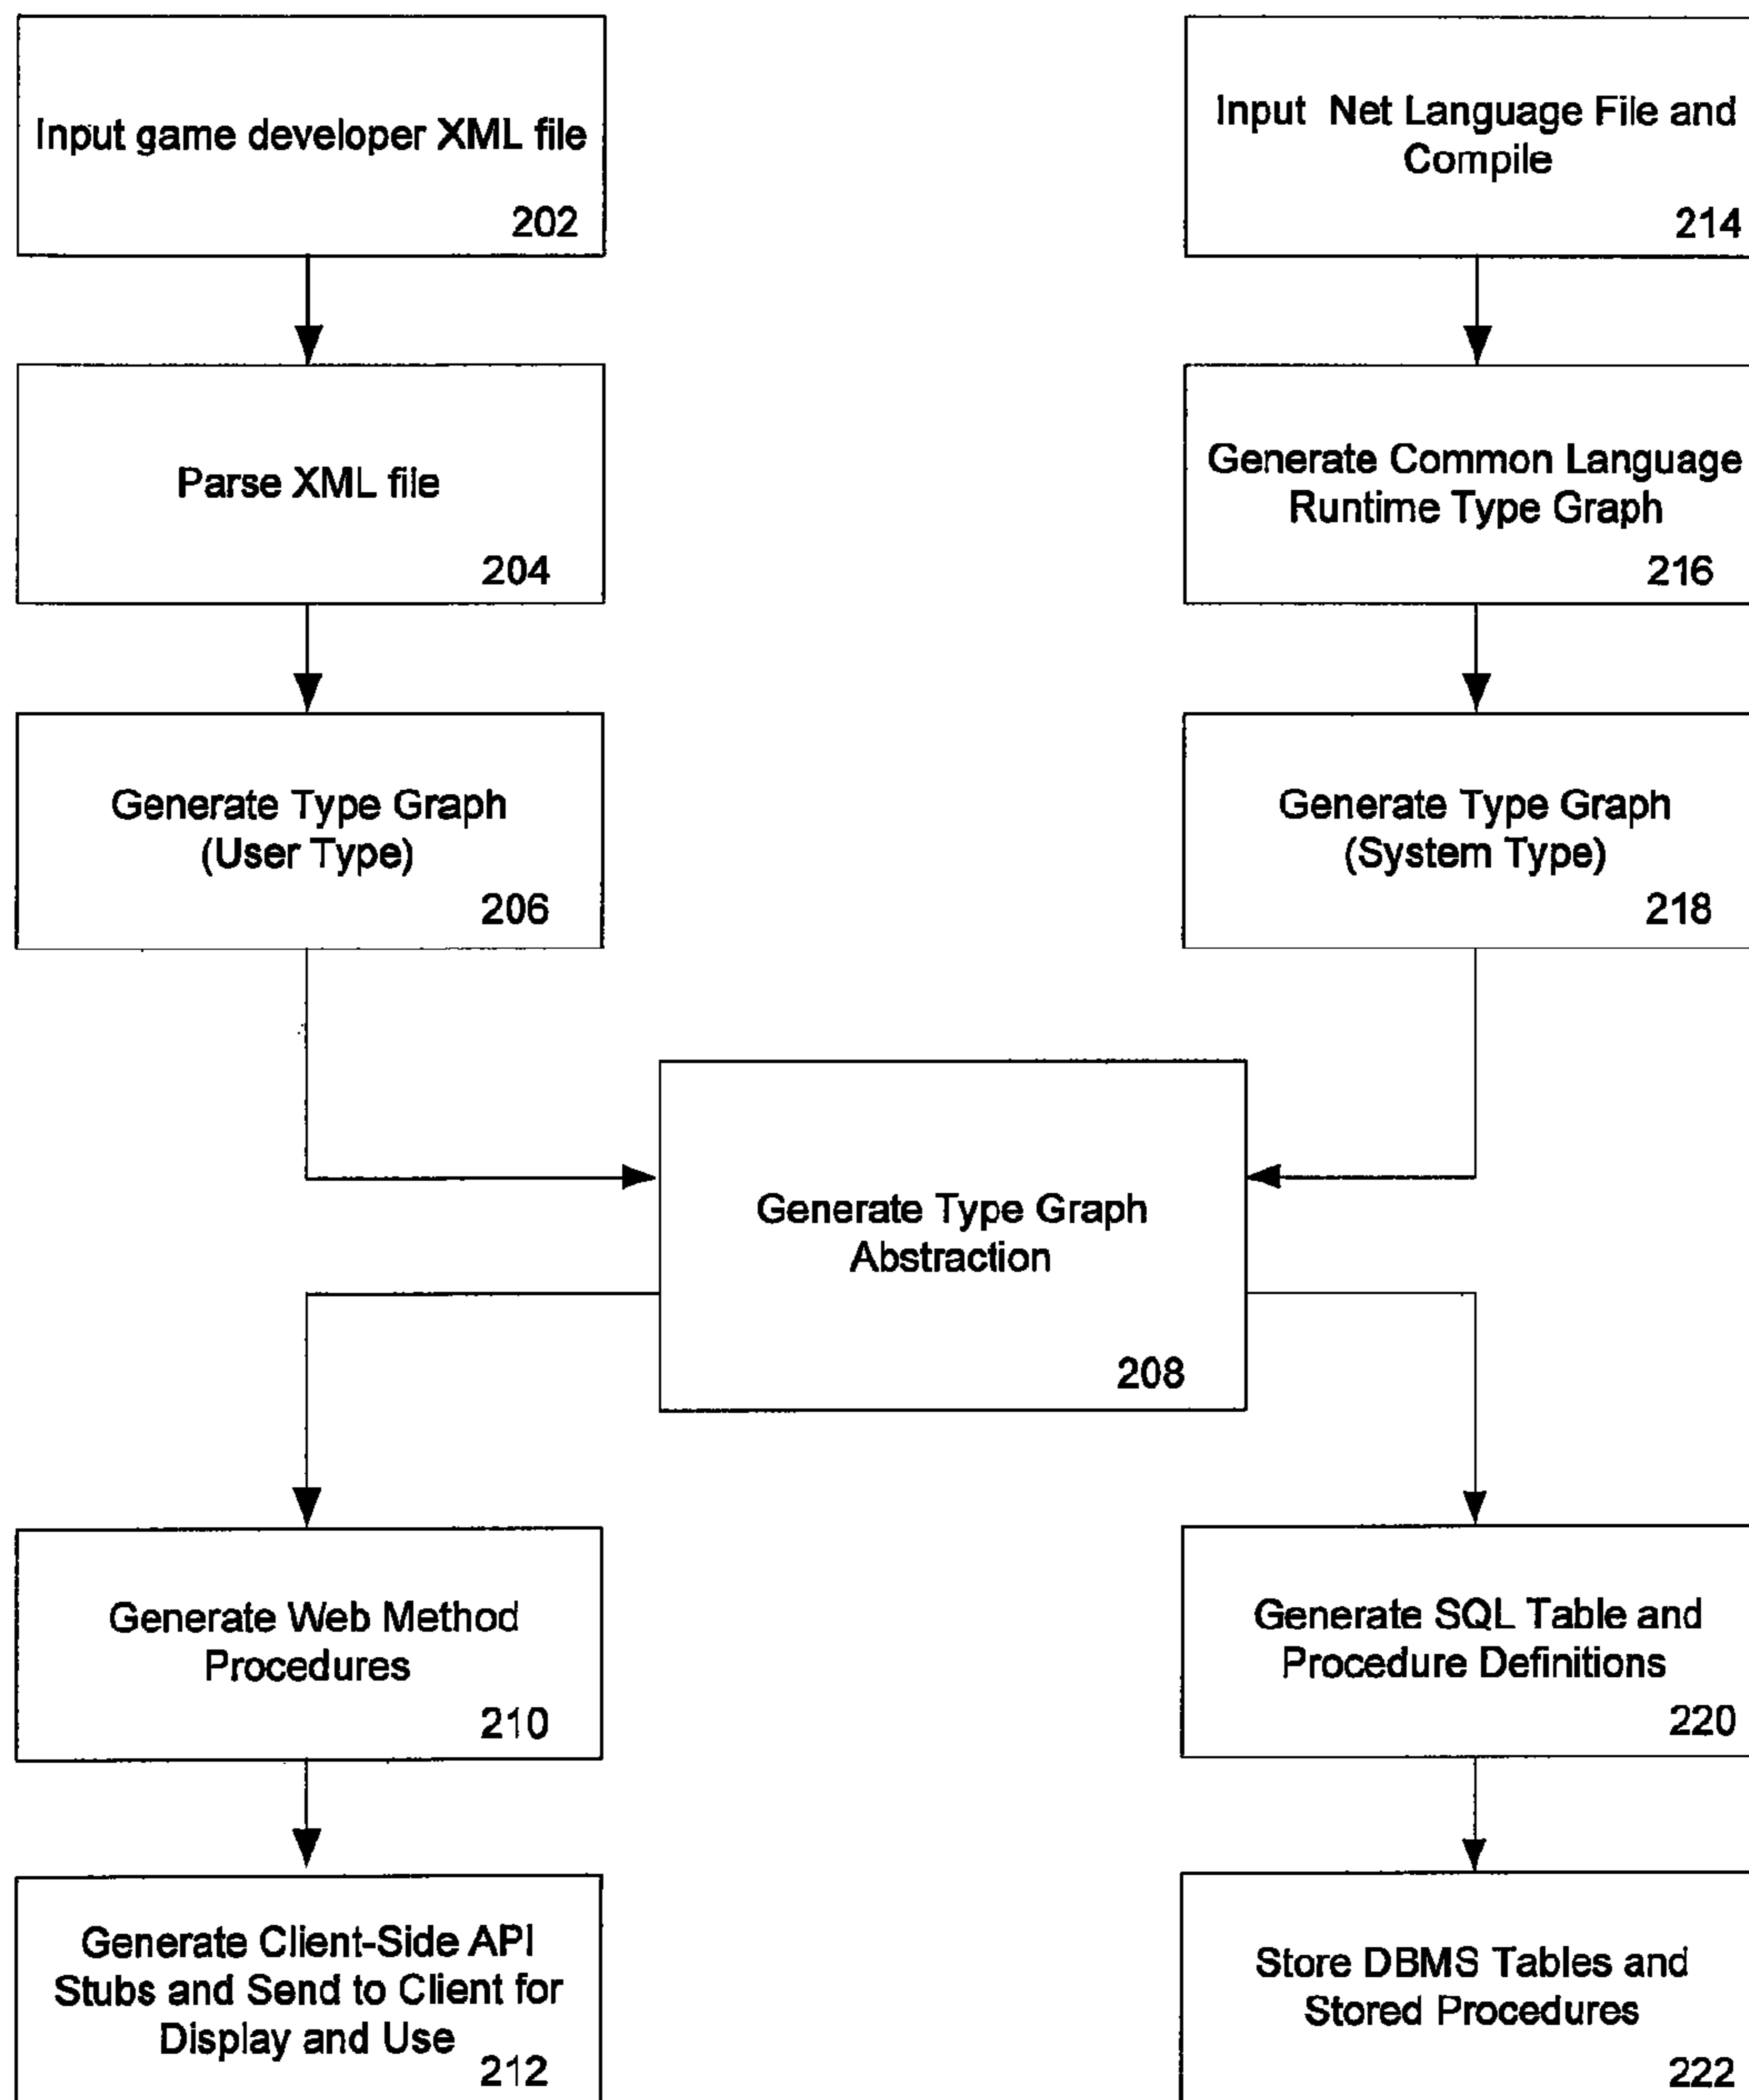 Input game developer XML file
202
Parse XML file
204
Generate Type Graph
(User Type)
206
Input Net Language File and
Compile
214
Generate Common Language
Runtime Type Graph
216
Generate Type Graph
(System Type)
218
Generate Type Graph
Abstraction
208
Generate Web Method
Procedures
210
Generate Client-Side API
Stubs and Send to Client for
Display and Use
212
Generate SQL Table and
Procedure Definitions
220
Store DBMS Tables and
Stored Procedures
222